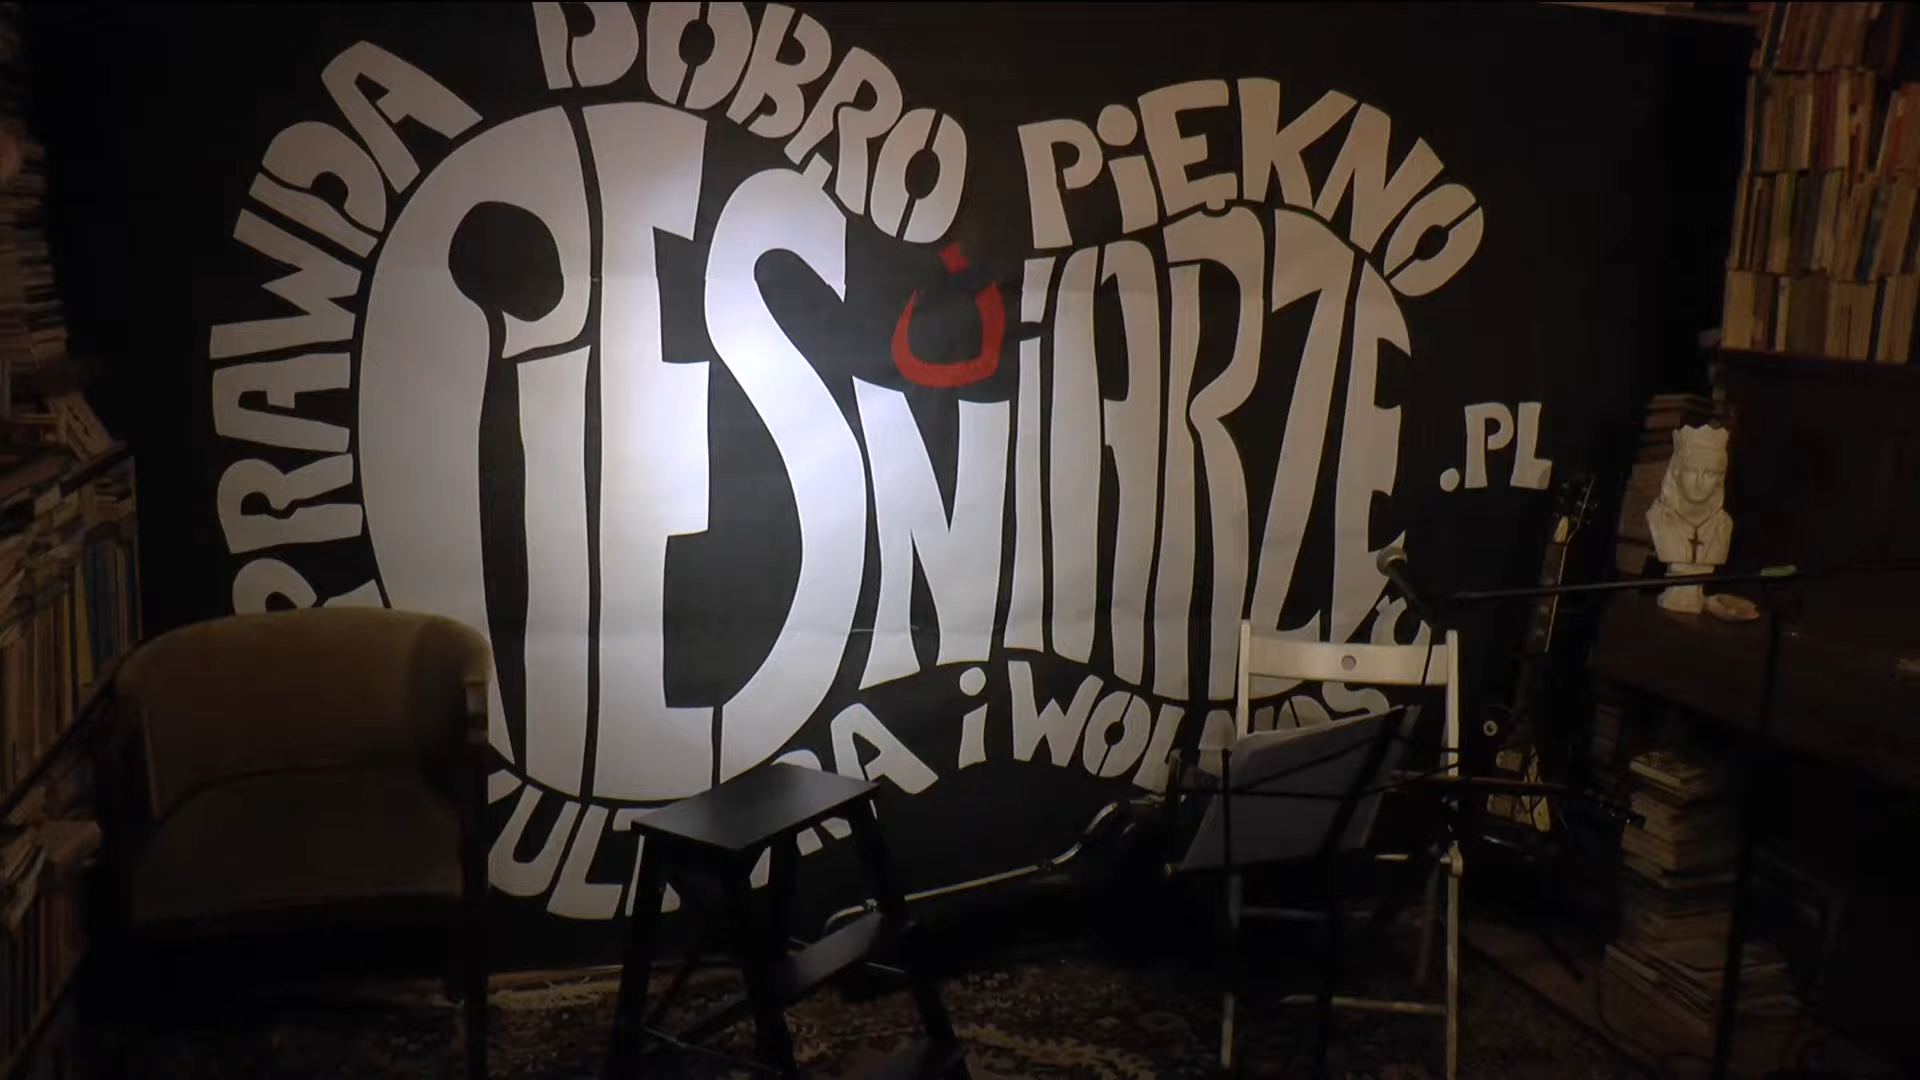 PRAWDA DOBRO PIĘKNO
PIEŚNIARZE
ن
.PL
i